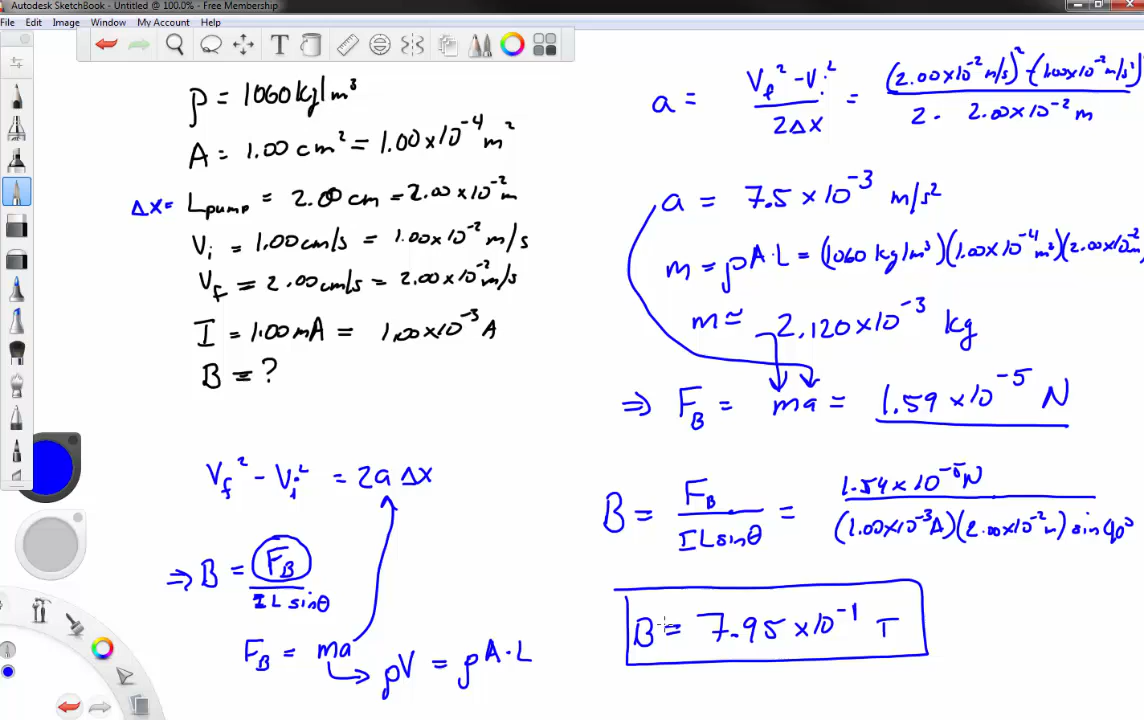 Autodesk SketchBook - Untitled @ 100.0% - Free Membership
File Edit Image Window My Account Help
ρ = 1060 kg/m³
A = 1.00 cm² = 1.00 x 10⁻⁴ m²
Δx = L pump = 2.00 cm = 2.00 x 10⁻² m
Vᵢ = 1.00 cm/s = 1.00 x 10⁻² m/s
V_f = 2.00 cm/s = 2.00 x 10⁻² m/s
I = 1.00 mA = 1.00 x 10⁻³ A
B = ?
V_f² - Vᵢ² = 2a Δx
⇒ B = F_B / IL sinθ
F_B = ma
ρV = ρA·L
a = (V_f² - Vᵢ²) / 2Δx = ((2.00 x 10⁻² m/s)² - (1.00 x 10⁻² m/s)² / 2 · 2.00 x 10⁻² m
a = 7.5 x 10⁻³ m/s²
m = ρA·L = (1060 kg/m³)(1.00 x 10⁻⁴ m²)(2.00 x 10⁻² m
m ≃ 2.120 x 10⁻³ kg
⇒ F_B = ma = 1.59 x 10⁻⁵ N
B = F_B / IL sinθ = 1.59 x 10⁻⁵ N / (1.00 x 10⁻³ A)(2.00 x 10⁻² m) sin 90°
B = 7.95 x 10⁻¹ T